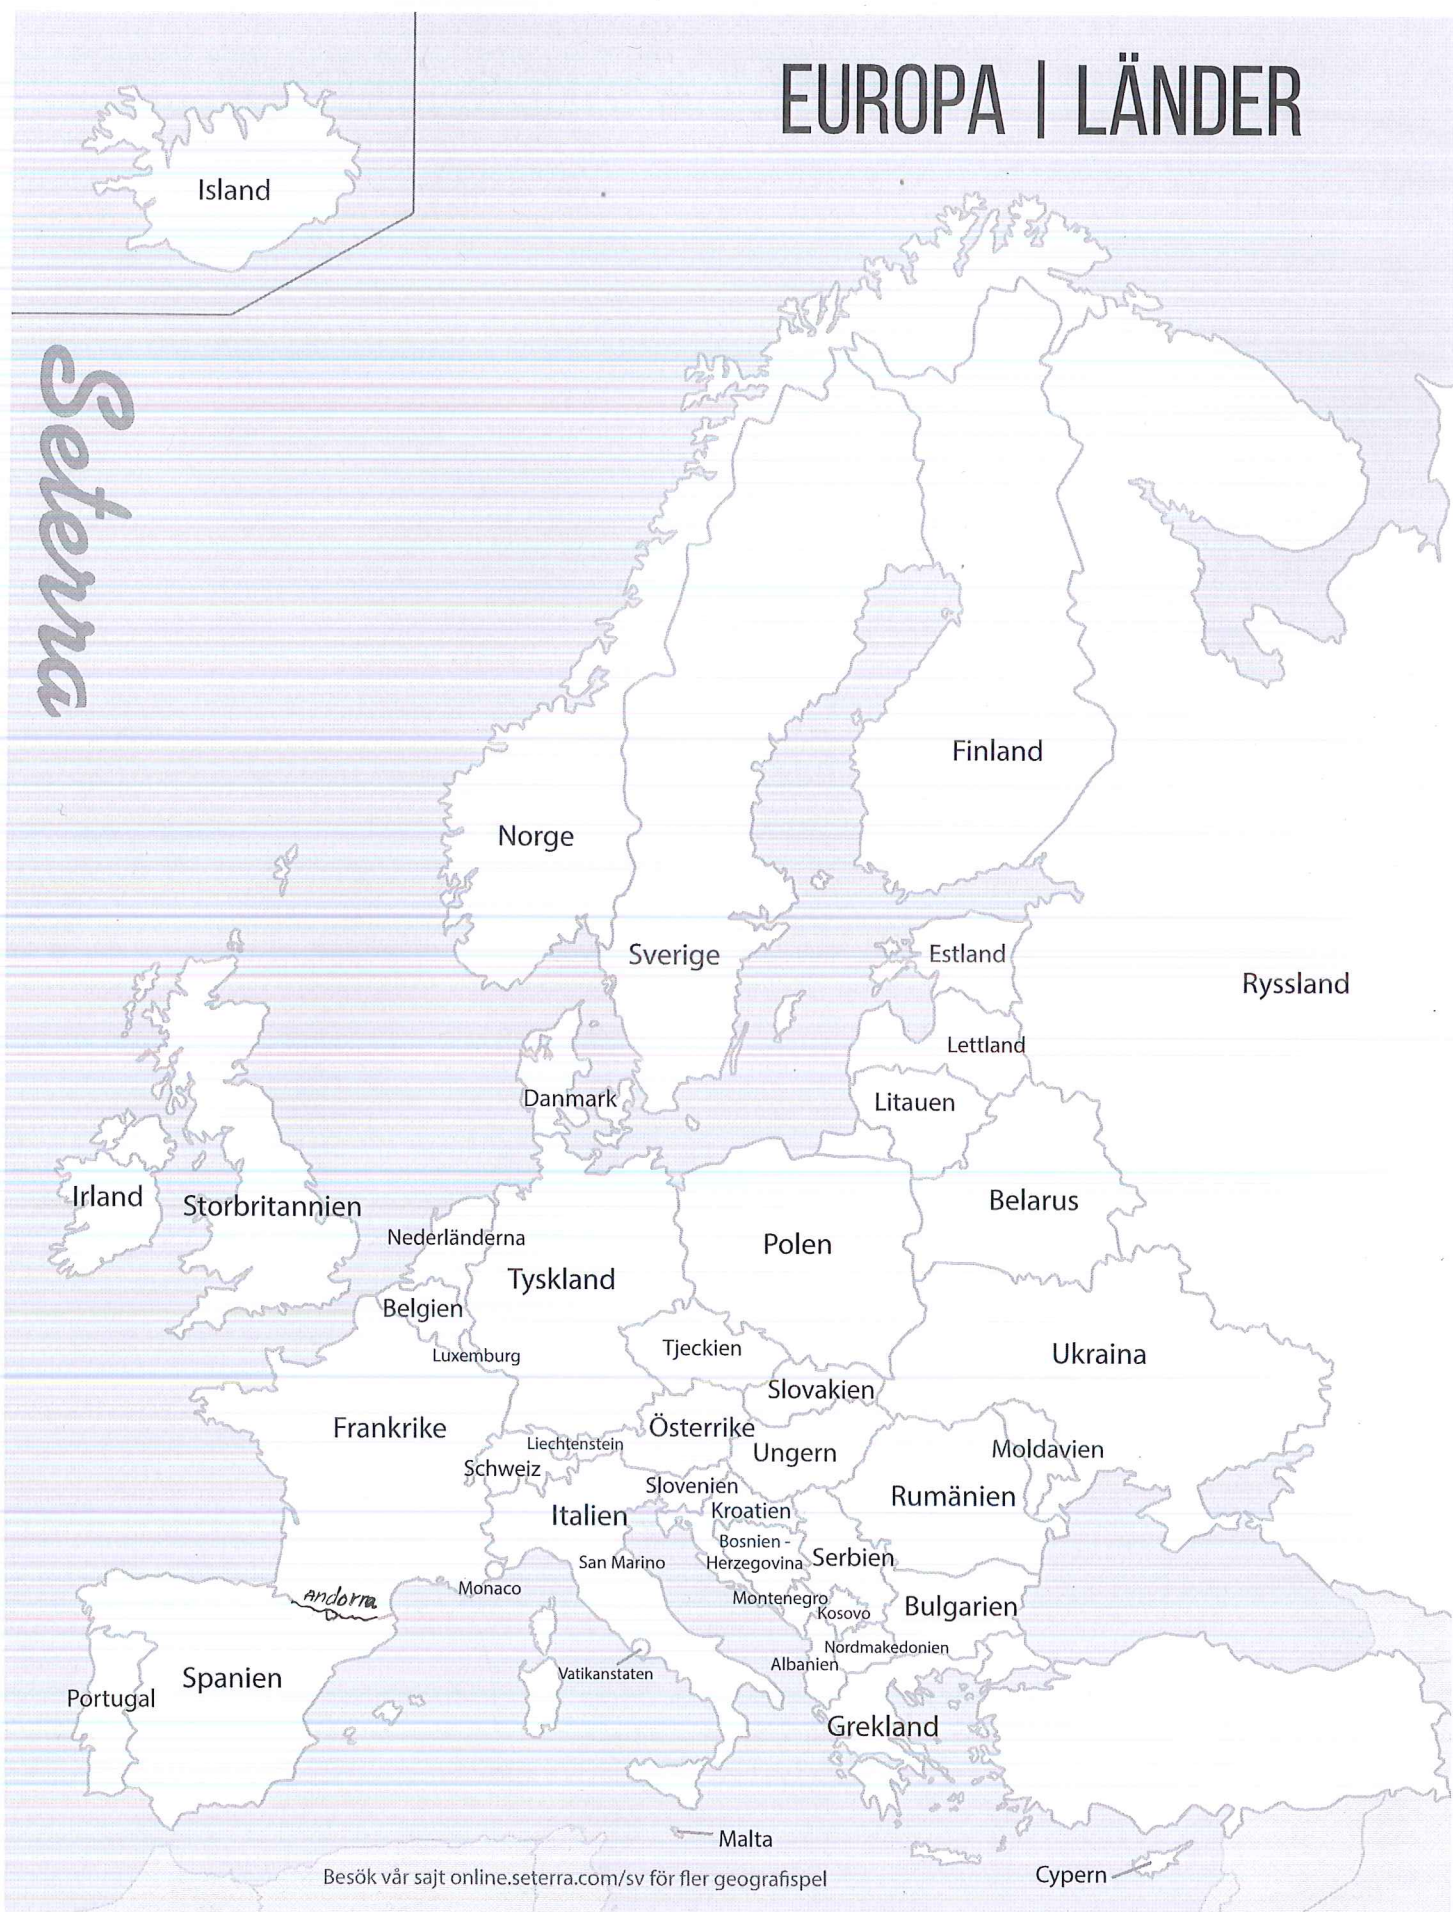 EUROPA | LÄNDER
Island
Seterra
Finland
Norge
Sverige
Estland
Ryssland
Lettland
Danmark
Litauen
Irland
Storbritannien
Belarus
Nederländerna
Polen
Tyskland
Belgien
Tjeckien
Luxemburg
Ukraina
Slovakien
Frankrike
Österrike
Liechtenstein
Ungern
Moldavien
Schweiz
Slovenien
Rumänien
Italien
Kroatien
Bosnien -
Herzegovina
Serbien
San Marino
Monaco
Andorra
Montenegro
Kosovo
Bulgarien
Nordmakedonien
Albanien
Vatikanstaten
Spanien
Portugal
Grekland
Malta
Cypern
Besök vår sajt online.seterra.com/sv för fler geografispel